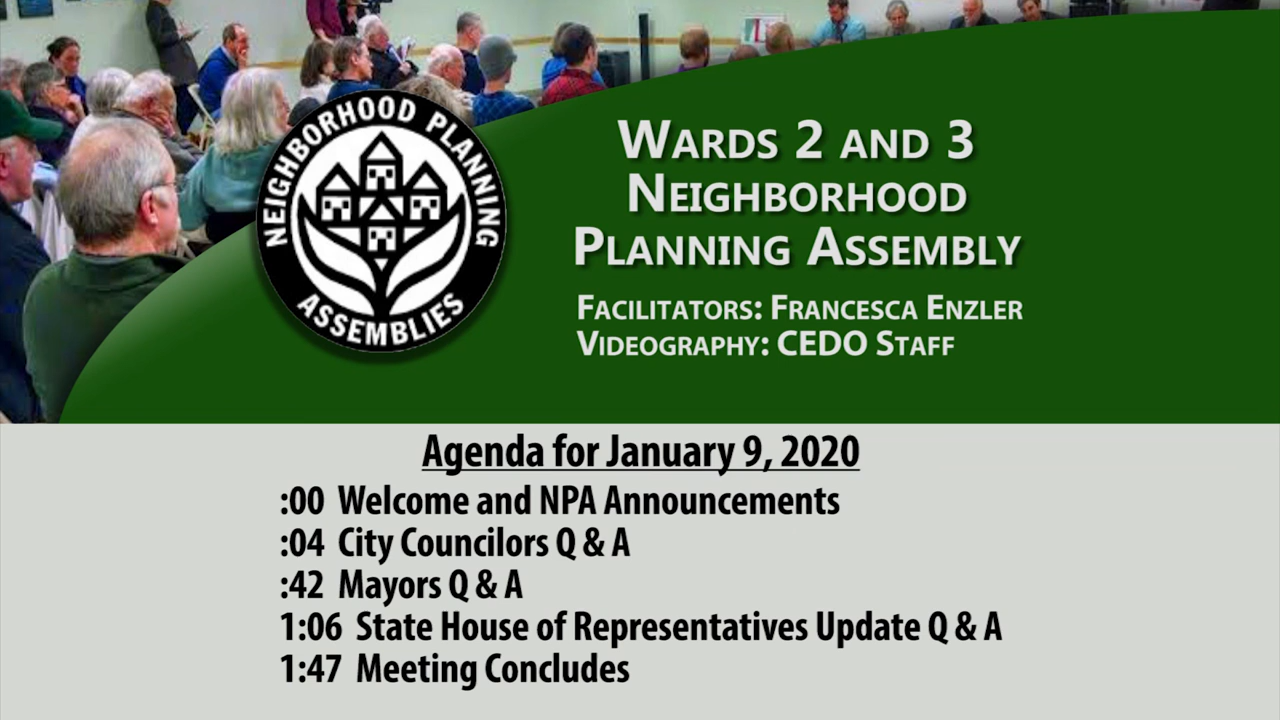 NEIGHBORHOOD PLANNING
ASSEMBLIES
WARDS 2 AND 3
NEIGHBORHOOD
PLANNING ASSEMBLY
FACILITATORS: FRANCESCA ENZLER
VIDEOGRAPHY: CEDO STAFF
Agenda for January 9, 2020
:00 Welcome and NPA Announcements
:04 City Councilors Q & A
:42 Mayors Q & A
1:06 State House of Representatives Update Q & A
1:47 Meeting Concludes